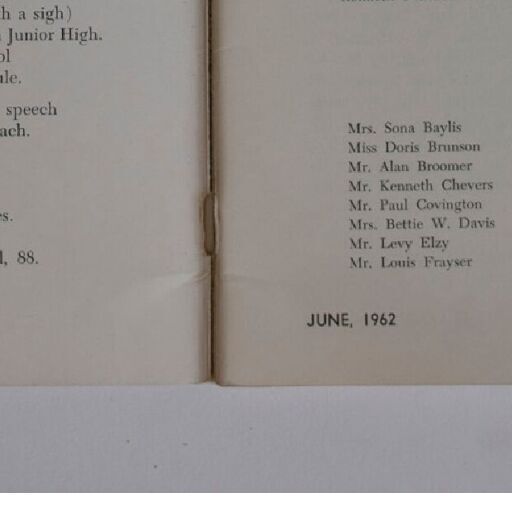 h a sigh)
Junior High.
ol
ule.
speech
ach.
es.
l, 88.
Mrs. Sona Baylis
Miss Doris Brunson
Mr. Alan Broomer
Mr. Kenneth Chevers
Mr. Paul Covington
Mrs. Bettie W. Davis
Mr. Levy Elzy
Mr. Louis Frayser
JUNE, 1962